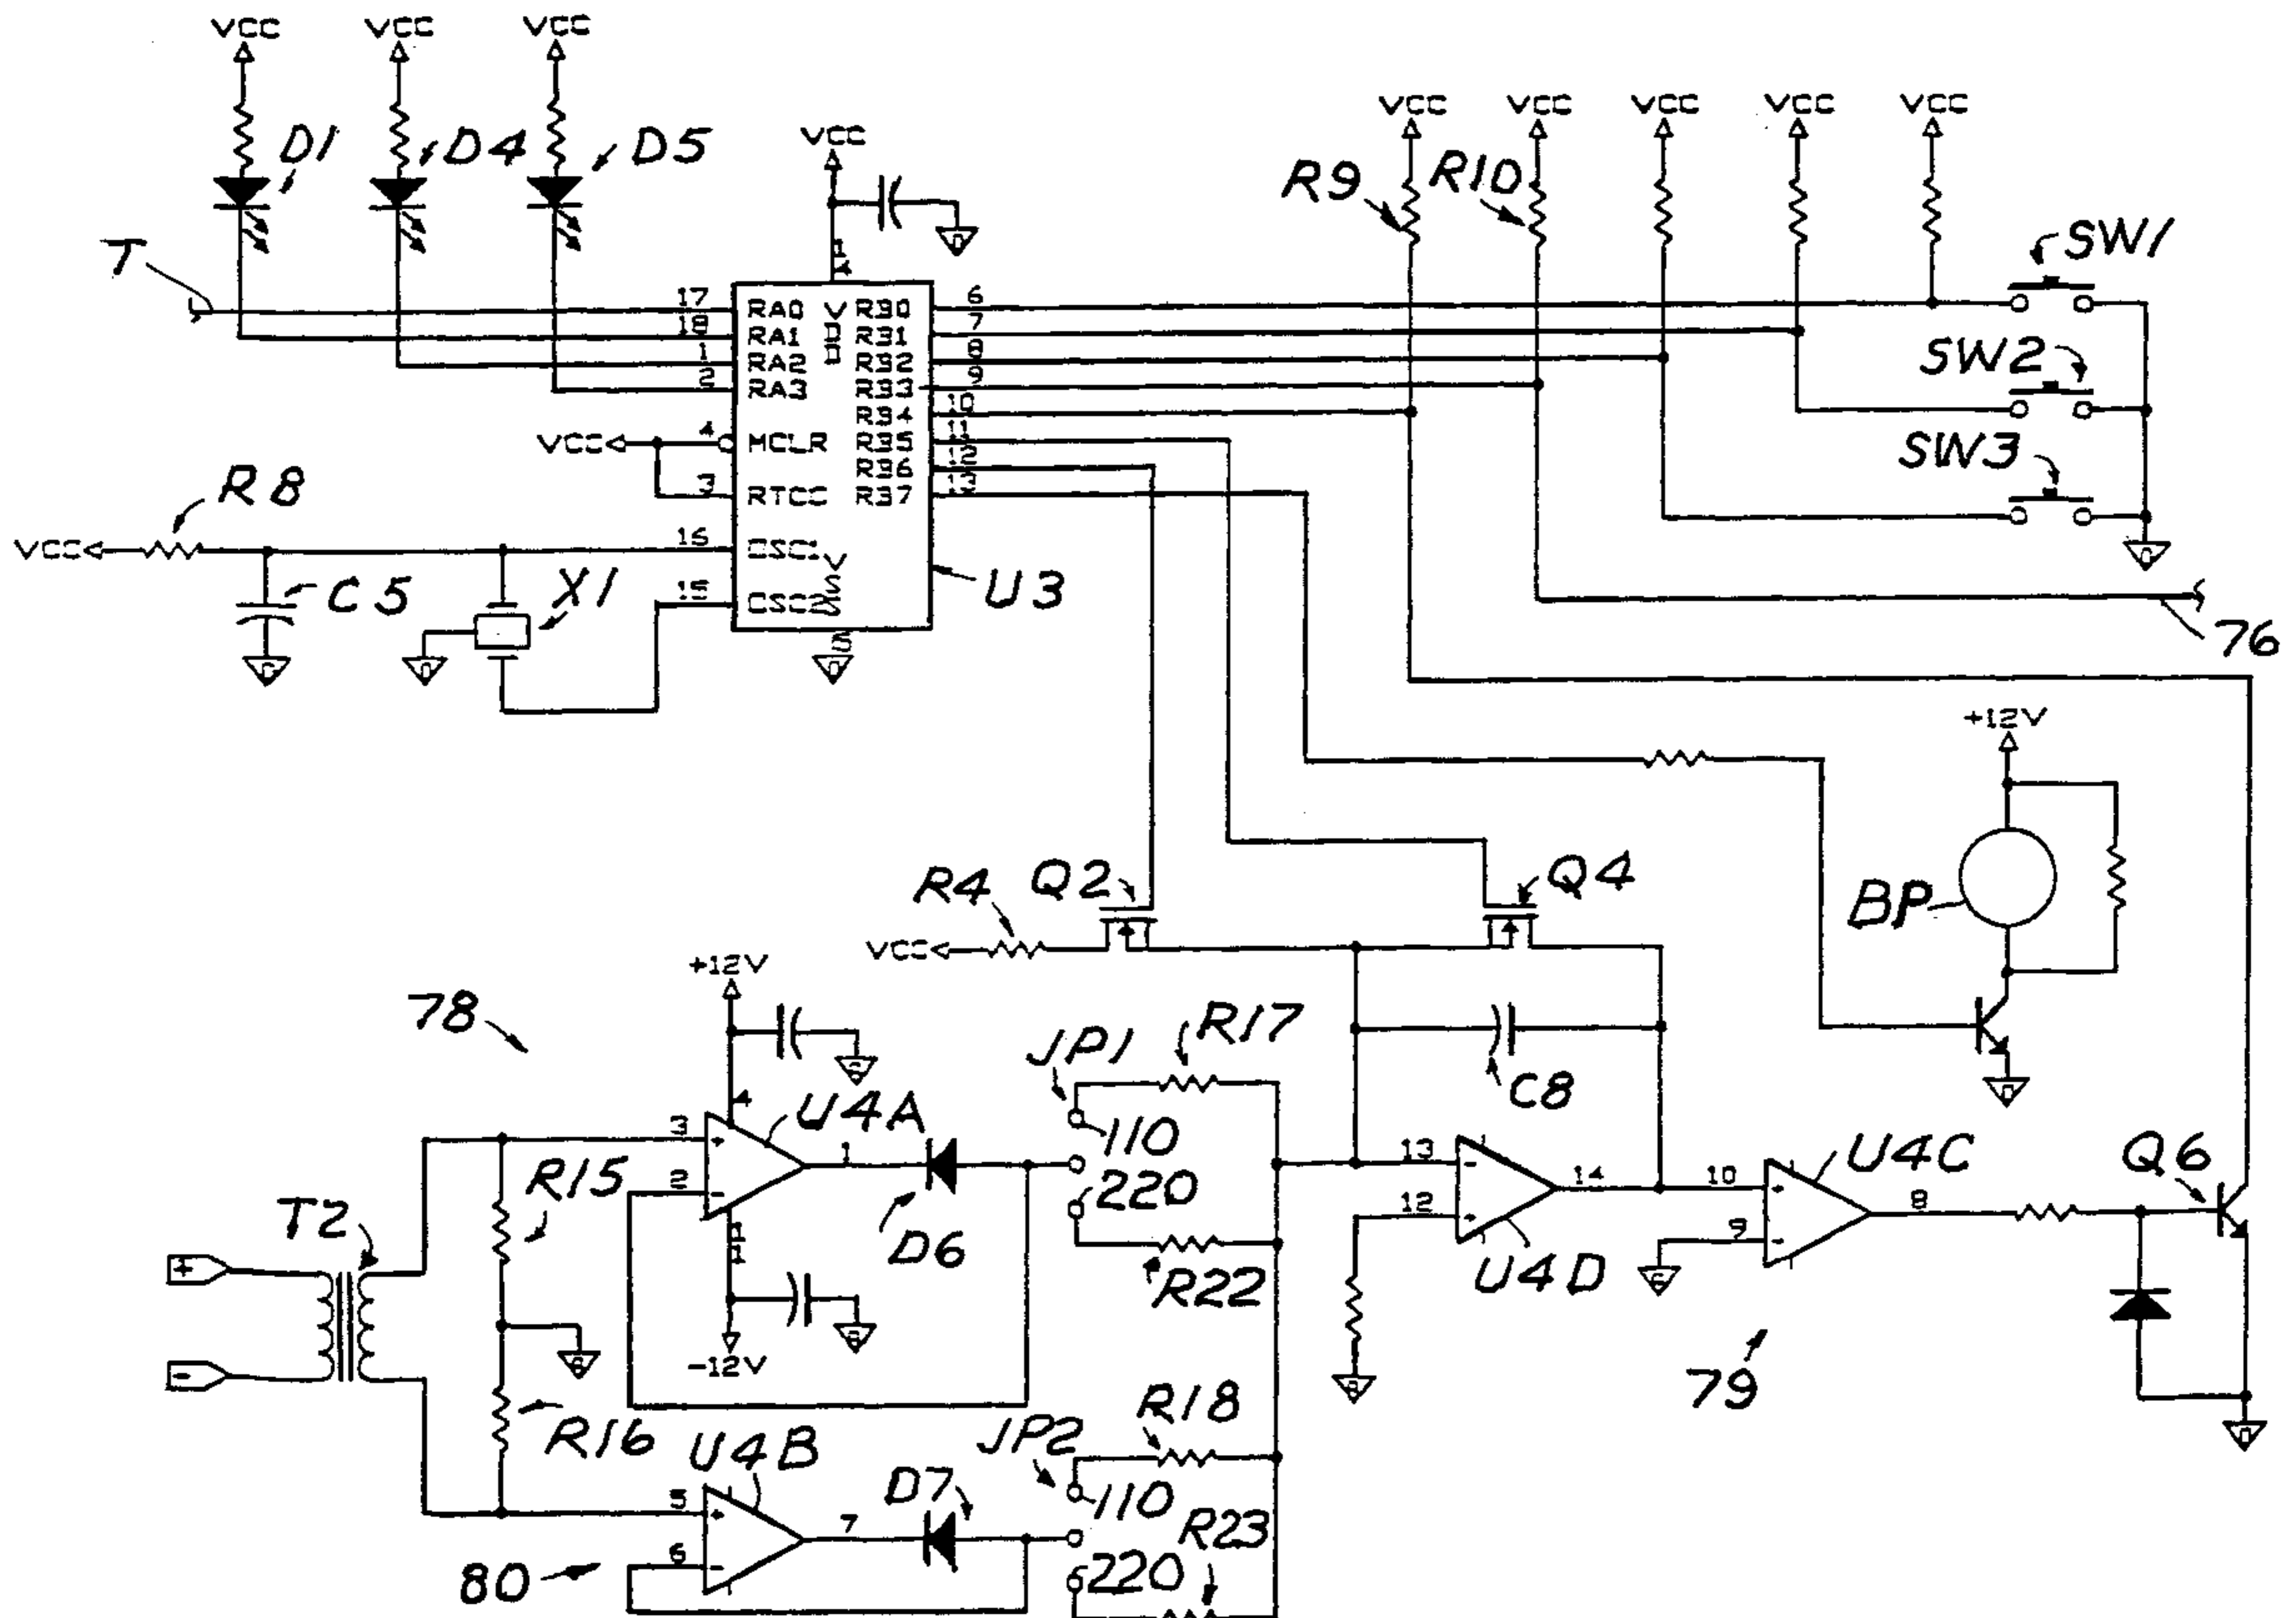 VCC VCC VCC
D1 D4 D5
VCC
VCC VCC VCC VCC VCC
R9 R10
SW1
T
17 RA0 RB0 6
18 RA1 RB1 7
1 RA2 RB2 8
2 RA3 RB3 9
RB4 10
VCC 4 MCLR RB5 11
RB6 12
3 RTCC RB7 13
VDD
SW2
SW3
R8
VCC
16 OSC1
15 OSC2
VSS
C5
X1
U3
76
+12V
R4 Q2 Q4
VCC
BP
78
+12V
4
JP1 R17
C8
U4A
3 +
2 -
1
110
220
D6
R22
13 -
12 +
14
U4D
10 +
9 -
8
U4C
Q6
T2
R15
+
-
11
-12V
79
R16
U4B
D7
JP2
R18
110
R23
220
5 +
6 -
7
80